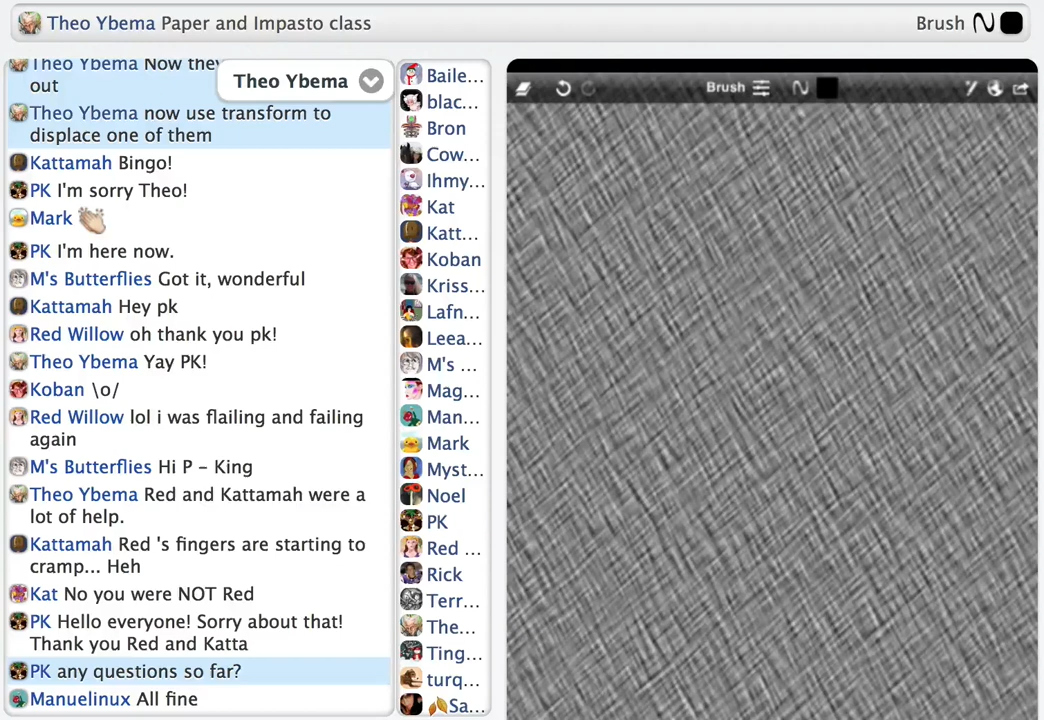 Theo Ybema Paper and Impasto class
Brush
Theo Ybema Now they
out
Theo Ybema
Theo Ybema now use transform to
displace one of them
Kattamah Bingo!
PK I'm sorry Theo!
Mark
PK I'm here now.
M's Butterflies Got it, wonderful
Kattamah Hey pk
Red Willow oh thank you pk!
Theo Ybema Yay PK!
Koban \o/
Red Willow lol i was flailing and failing
again
M's Butterflies Hi P - King
Theo Ybema Red and Kattamah were a
lot of help.
Kattamah Red 's fingers are starting to
cramp... Heh
Kat No you were NOT Red
PK Hello everyone! Sorry about that!
Thank you Red and Katta
PK any questions so far?
Manuelinux All fine
Baile...
blac...
Bron
Cow...
Ihmy...
Kat
Katt...
Koban
Kriss...
Lafn...
Leea...
M's ...
Mag...
Man...
Mark
Myst...
Noel
PK
Red ...
Rick
Terr...
The...
Ting...
turq...
Sa...
Brush